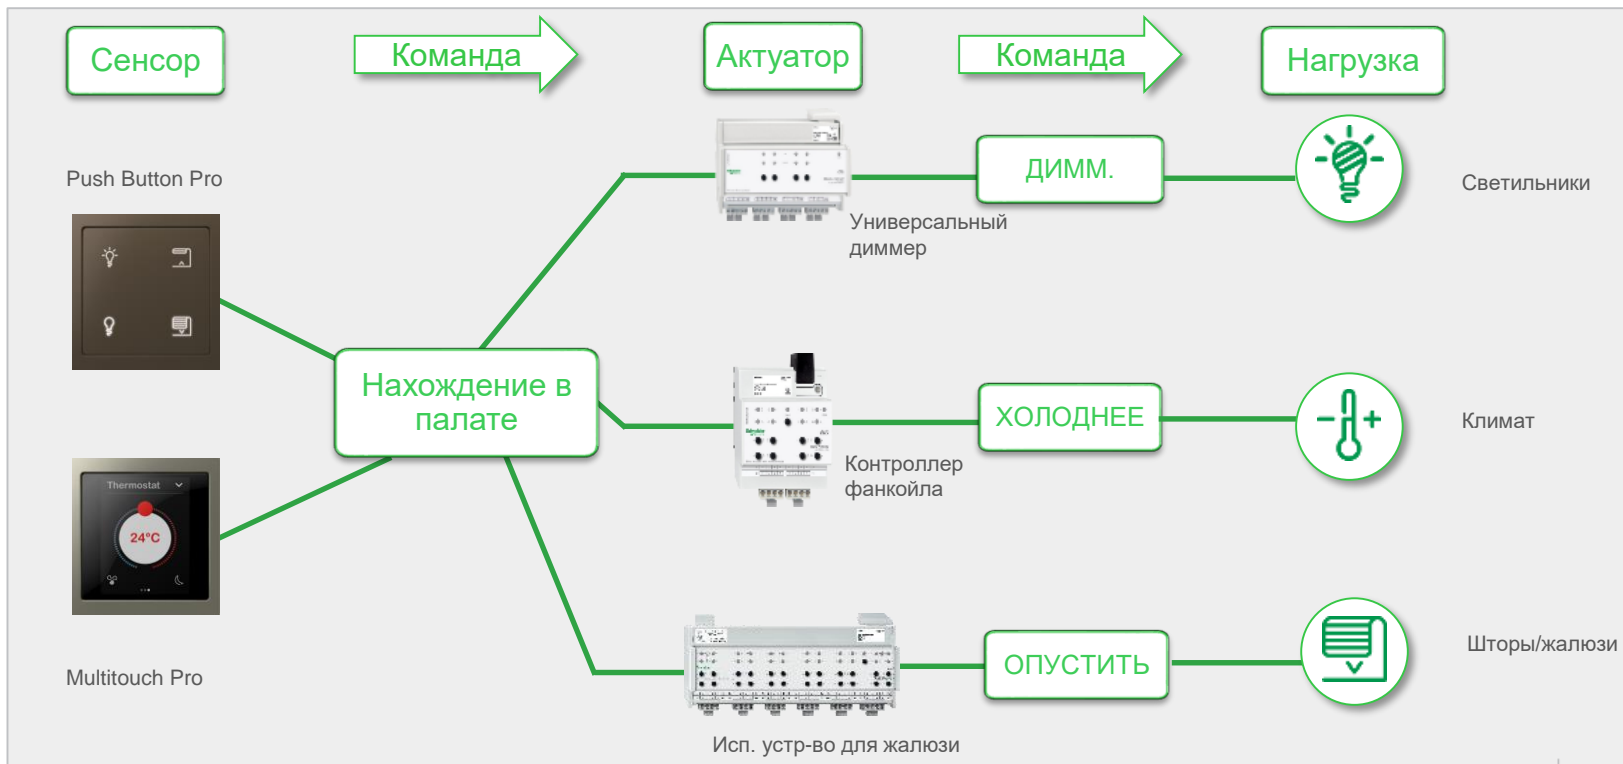 Сенсор
Команда
Актуатор
Команда
Нагрузка
Push Button Pro
ДИММ.
Светильники
Универсальный
диммер
Нахождение в
палате
ХОЛОДНЕЕ
Климат
Контроллер
фанкойла
Thermostat
24°C
Multitouch Pro
ОПУСТИТЬ
Шторы/жалюзи
Исп. устр-во для жалюзи